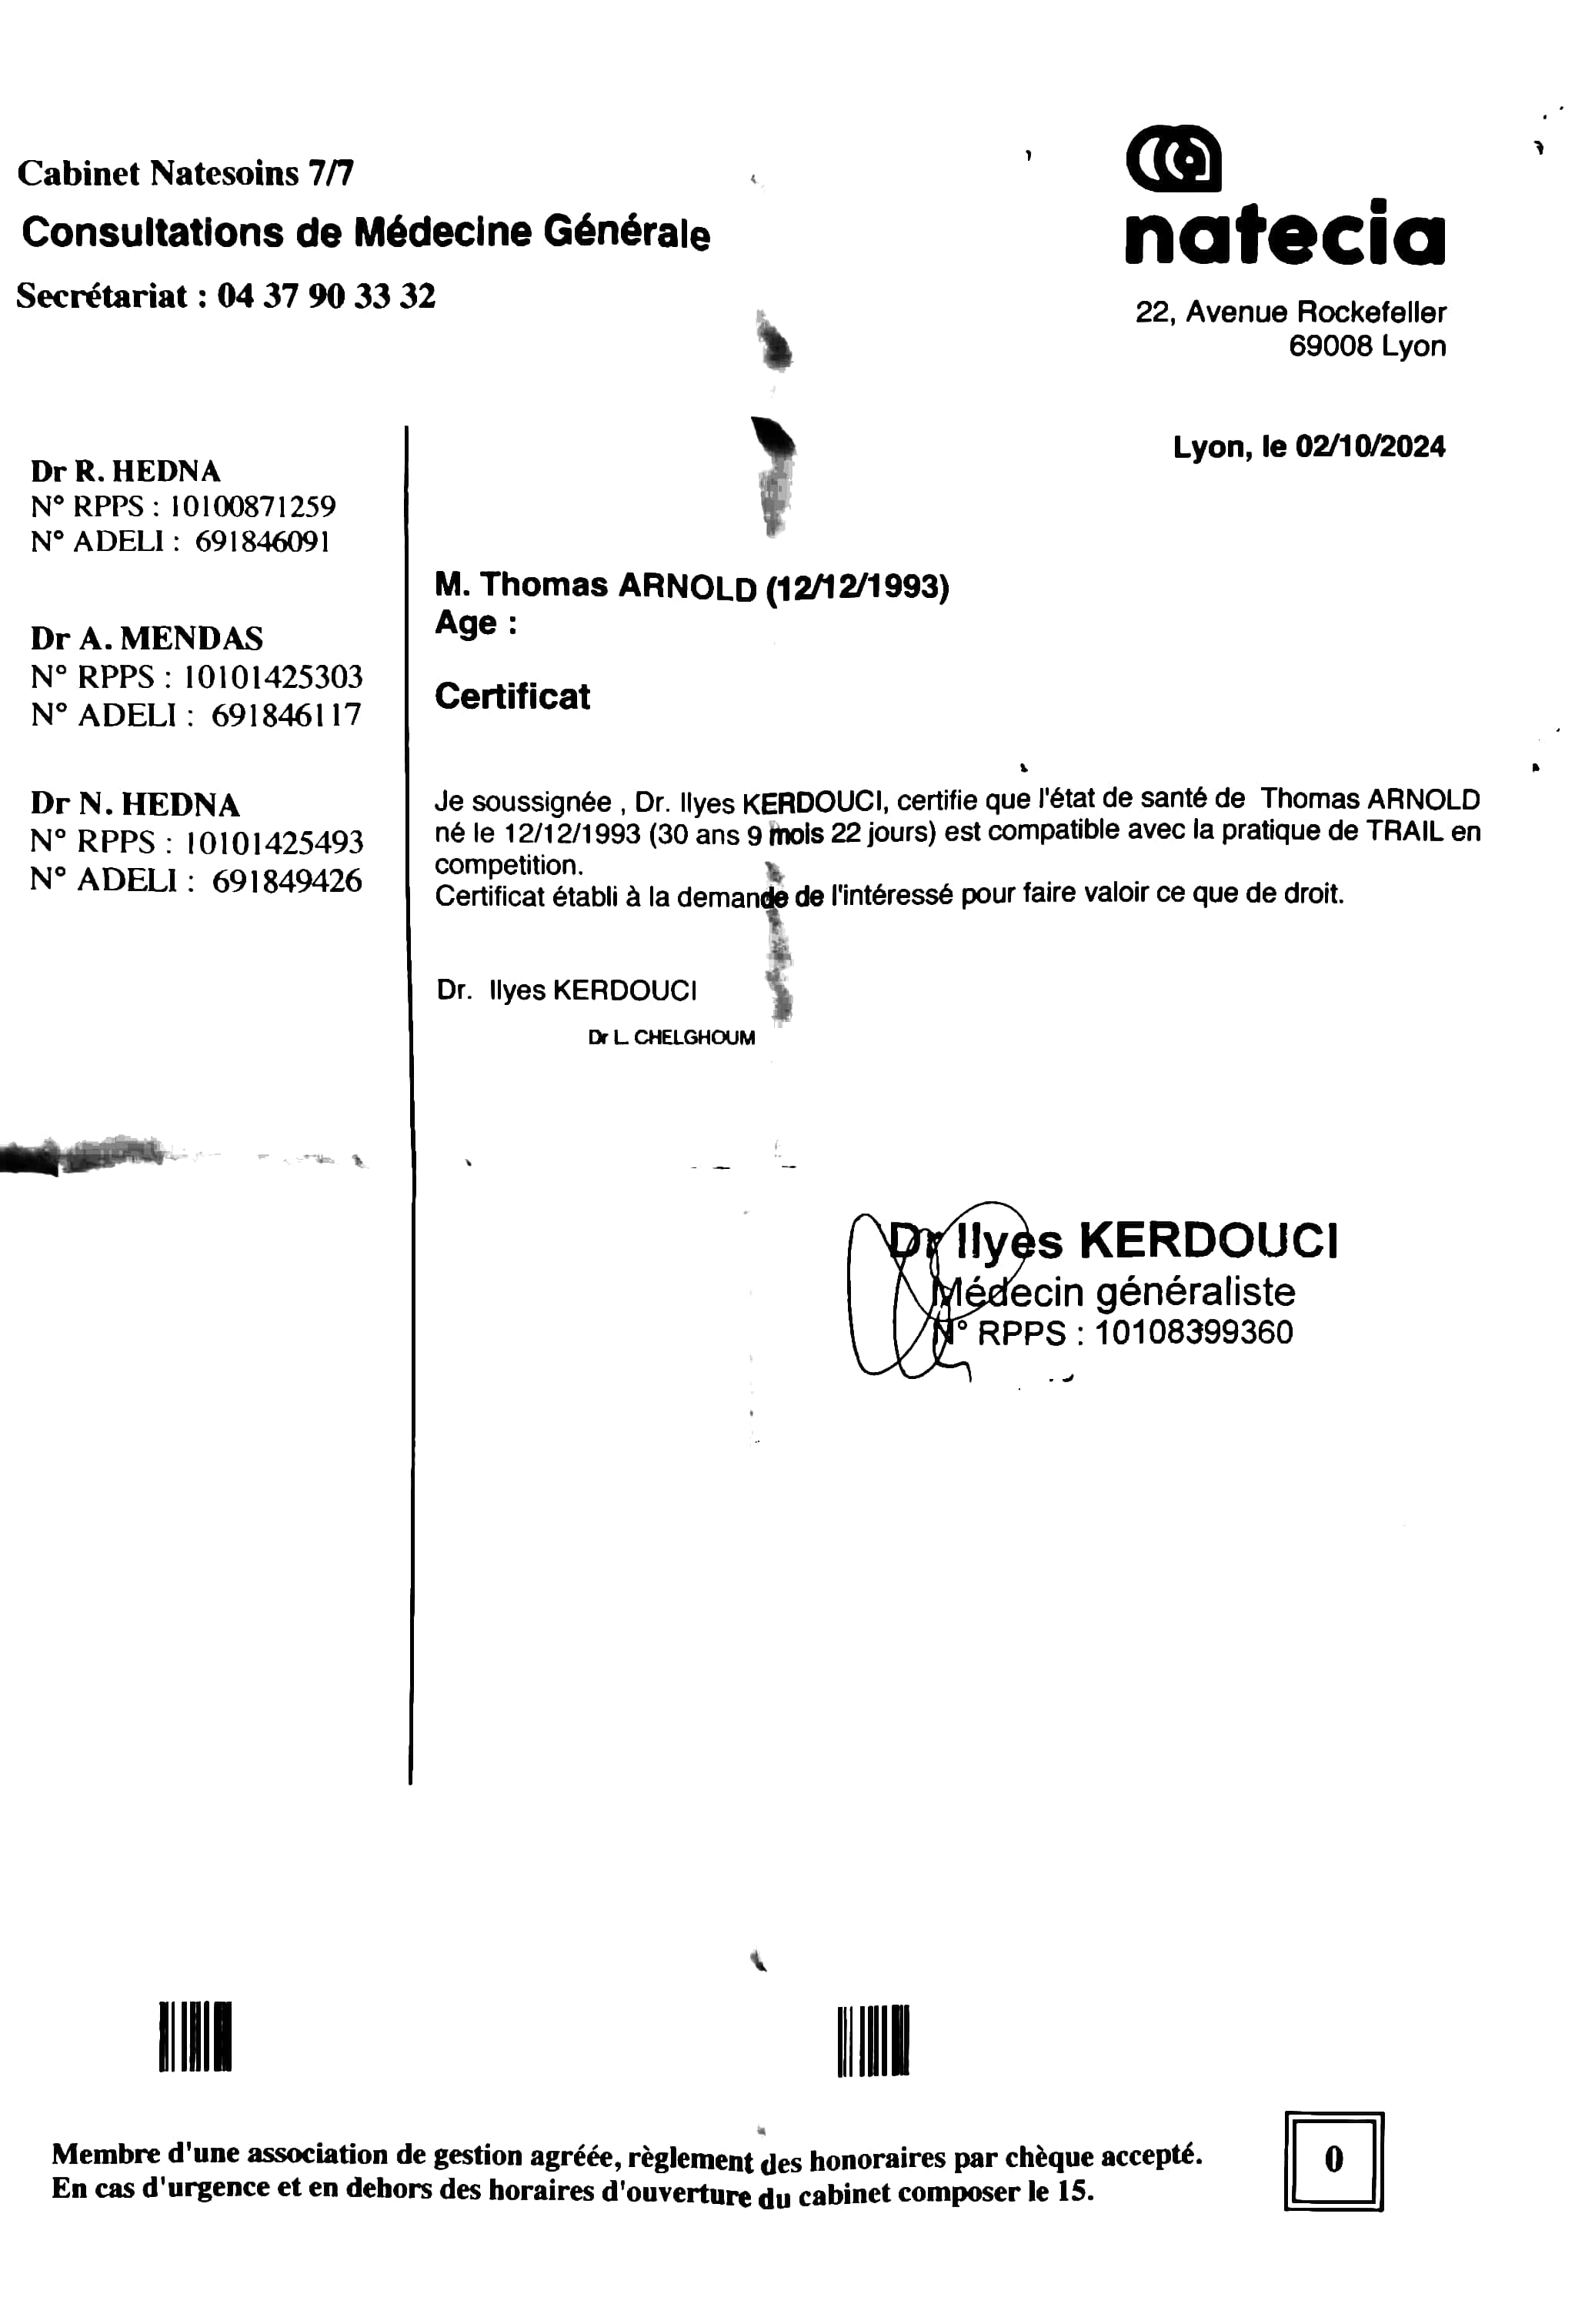 Cabinet Natesoins 7/7
Consultations de Médecine Générale
Secrétariat : 04 37 90 33 32
natecia
22, Avenue Rockefeller
69008 Lyon
Lyon, le 02/10/2024
Dr R. HEDNA
N° RPPS : 10100871259
N° ADELI : 691846091
Dr A. MENDAS
N° RPPS : 10101425303
N° ADELI : 691846117
Dr N. HEDNA
N° RPPS : 10101425493
N° ADELI : 691849426
M. Thomas ARNOLD (12/12/1993)
Age :
Certificat
Je soussignée , Dr. Ilyes KERDOUCI, certifie que l'état de santé de Thomas ARNOLD
né le 12/12/1993 (30 ans 9 mois 22 jours) est compatible avec la pratique de TRAIL en
competition.
Certificat établi à la demande de l'intéressé pour faire valoir ce que de droit.
Dr. Ilyes KERDOUCI
Dr L. CHELGHOUM
Dr Ilyes KERDOUCI
Médecin généraliste
N° RPPS : 10108399360
Membre d'une association de gestion agréée, règlement des honoraires par chèque accepté.
En cas d'urgence et en dehors des horaires d'ouverture du cabinet composer le 15.
0